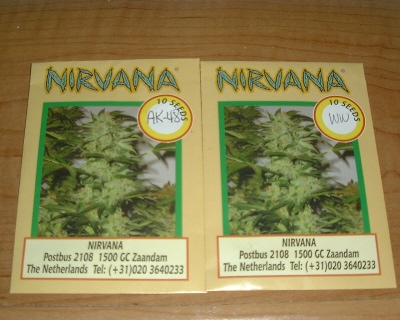 NIRVANA
10 SEEDS
AK-48
NIRVANA
Postbus 2108 1500 GC Zaandam
The Netherlands Tel: (+31)020 3640233
NIRVANA
10 SEEDS
WW
NIRVANA
Postbus 2108 1500 GC Zaandam
The Netherlands Tel: (+31)020 3640233